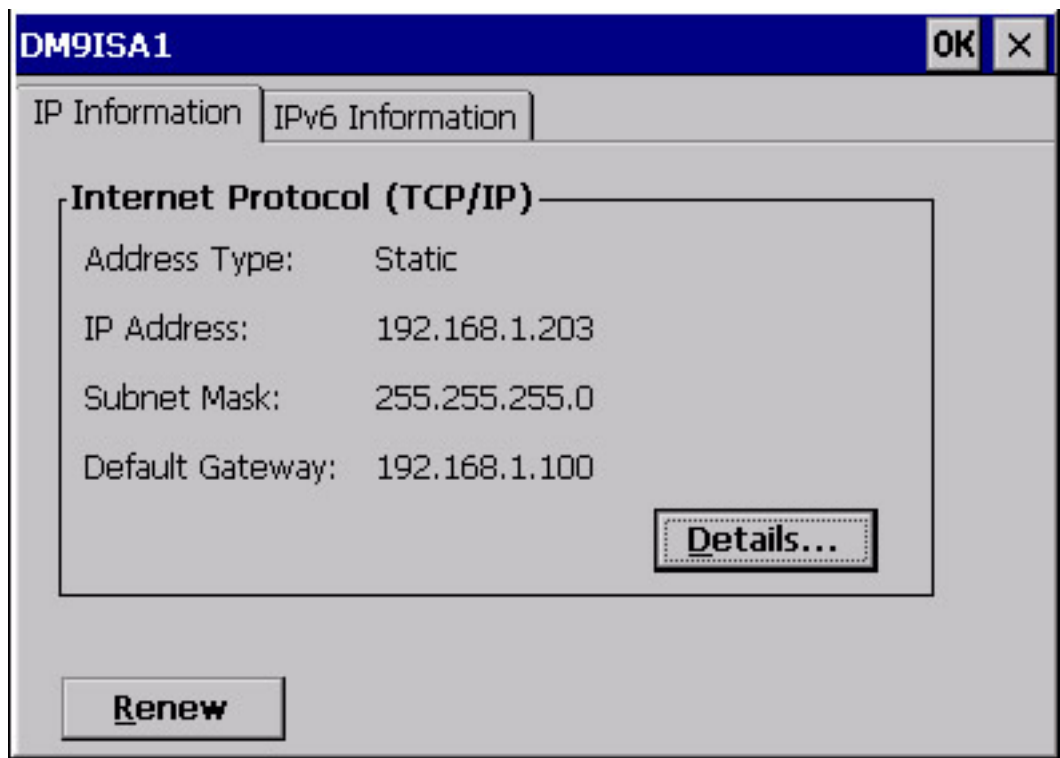 DM9ISA1 OK ×
IP Information IPv6 Information
Internet Protocol (TCP/IP)
Address Type: Static
IP Address: 192.168.1.203
Subnet Mask: 255.255.255.0
Default Gateway: 192.168.1.100
Details...
Renew